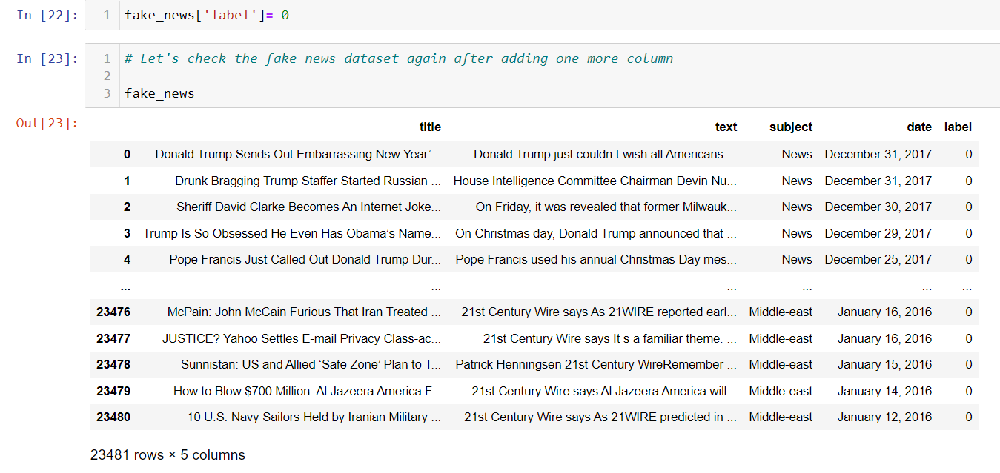 In [22]: 1 fake_news['label']= 0
In [23]: 1 # Let's check the fake news dataset again after adding one more column
2
3 fake_news
Out[23]:
title text subject date label
0 Donald Trump Sends Out Embarrassing New Year’... Donald Trump just couldn t wish all Americans ... News December 31, 2017 0
1 Drunk Bragging Trump Staffer Started Russian ... House Intelligence Committee Chairman Devin Nu... News December 31, 2017 0
2 Sheriff David Clarke Becomes An Internet Joke... On Friday, it was revealed that former Milwauk... News December 30, 2017 0
3 Trump Is So Obsessed He Even Has Obama’s Name... On Christmas day, Donald Trump announced that ... News December 29, 2017 0
4 Pope Francis Just Called Out Donald Trump Dur... Pope Francis used his annual Christmas Day mes... News December 25, 2017 0
... ... ... ... ... ...
23476 McPain: John McCain Furious That Iran Treated ... 21st Century Wire says As 21WIRE reported earl... Middle-east January 16, 2016 0
23477 JUSTICE? Yahoo Settles E-mail Privacy Class-ac... 21st Century Wire says It s a familiar theme. ... Middle-east January 16, 2016 0
23478 Sunnistan: US and Allied ‘Safe Zone’ Plan to T... Patrick Henningsen 21st Century WireRemember ... Middle-east January 15, 2016 0
23479 How to Blow $700 Million: Al Jazeera America F... 21st Century Wire says Al Jazeera America will... Middle-east January 14, 2016 0
23480 10 U.S. Navy Sailors Held by Iranian Military ... 21st Century Wire says As 21WIRE predicted in ... Middle-east January 12, 2016 0
23481 rows × 5 columns